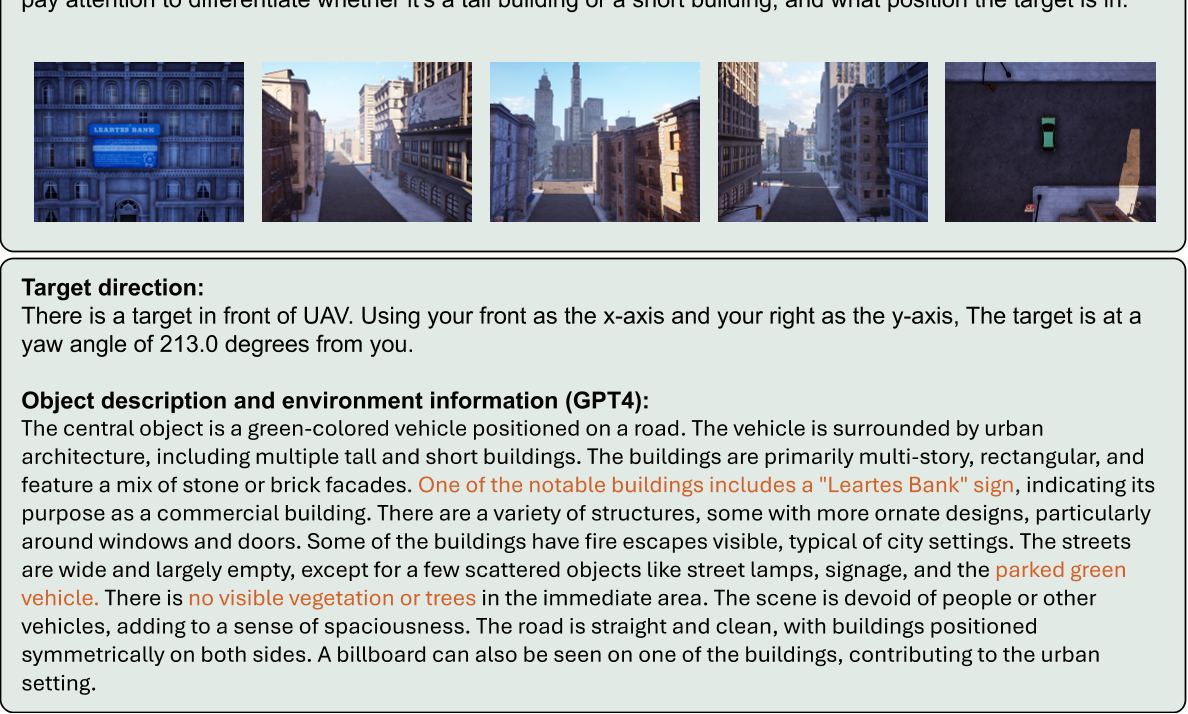 pay attention to differentiate whether it's a tall building or a short building, and what position the target is in.
LEARTES BANK
Target direction:
There is a target in front of UAV. Using your front as the x-axis and your right as the y-axis, The target is at a
yaw angle of 213.0 degrees from you.
Object description and environment information (GPT4):
The central object is a green-colored vehicle positioned on a road. The vehicle is surrounded by urban
architecture, including multiple tall and short buildings. The buildings are primarily multi-story, rectangular, and
feature a mix of stone or brick facades. One of the notable buildings includes a "Leartes Bank" sign, indicating its
purpose as a commercial building. There are a variety of structures, some with more ornate designs, particularly
around windows and doors. Some of the buildings have fire escapes visible, typical of city settings. The streets
are wide and largely empty, except for a few scattered objects like street lamps, signage, and the parked green
vehicle. There is no visible vegetation or trees in the immediate area. The scene is devoid of people or other
vehicles, adding to a sense of spaciousness. The road is straight and clean, with buildings positioned
symmetrically on both sides. A billboard can also be seen on one of the buildings, contributing to the urban
setting.